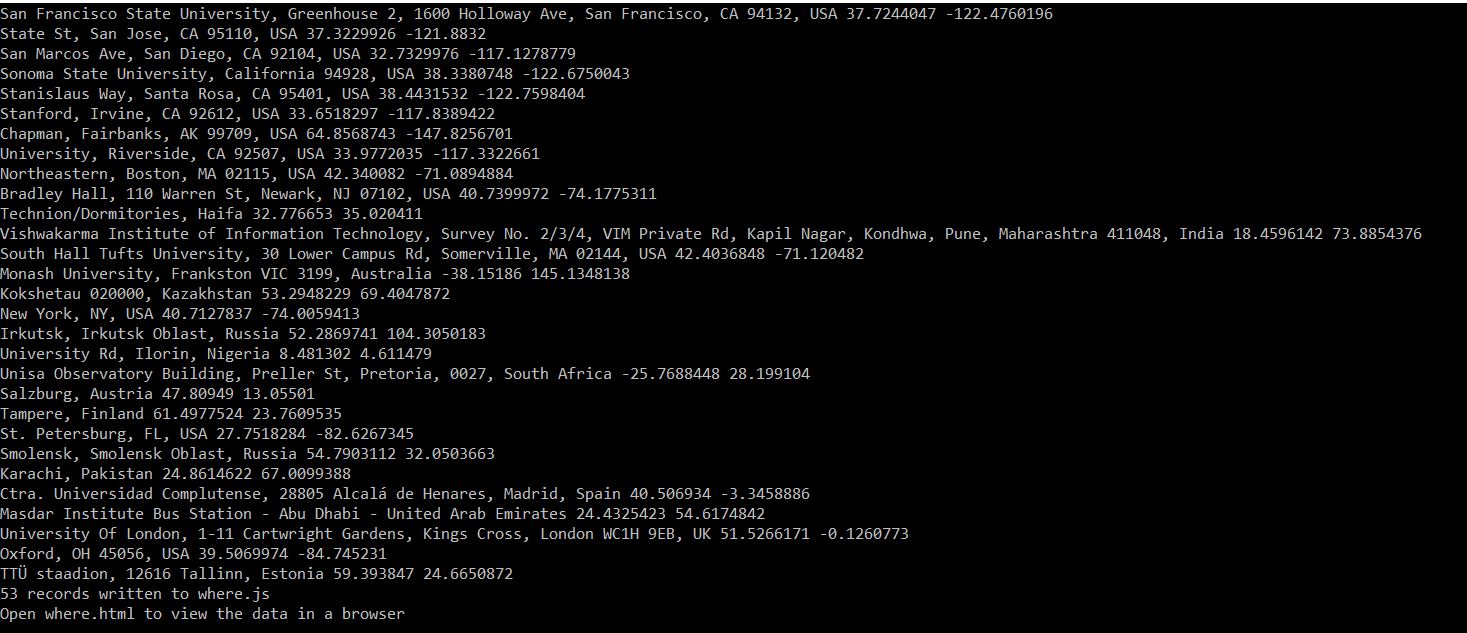 San Francisco State University, Greenhouse 2, 1600 Holloway Ave, San Francisco, CA 94132, USA 37.7244047 -122.4760196
State St, San Jose, CA 95110, USA 37.3229926 -121.8832
San Marcos Ave, San Diego, CA 92104, USA 32.7329976 -117.1278779
Sonoma State University, California 94928, USA 38.3380748 -122.6750043
Stanislaus Way, Santa Rosa, CA 95401, USA 38.4431532 -122.7598404
Stanford, Irvine, CA 92612, USA 33.6518297 -117.8389422
Chapman, Fairbanks, AK 99709, USA 64.8568743 -147.8256701
University, Riverside, CA 92507, USA 33.9772035 -117.3322661
Northeastern, Boston, MA 02115, USA 42.340082 -71.0894884
Bradley Hall, 110 Warren St, Newark, NJ 07102, USA 40.7399972 -74.1775311
Technion/Dormitories, Haifa 32.776653 35.020411
Vishwakarma Institute of Information Technology, Survey No. 2/3/4, VIM Private Rd, Kapil Nagar, Kondhwa, Pune, Maharashtra 411048, India 18.4596142 73.8854376
South Hall Tufts University, 30 Lower Campus Rd, Somerville, MA 02144, USA 42.4036848 -71.120482
Monash University, Frankston VIC 3199, Australia -38.15186 145.1348138
Kokshetau 020000, Kazakhstan 53.2948229 69.4047872
New York, NY, USA 40.7127837 -74.0059413
Irkutsk, Irkutsk Oblast, Russia 52.2869741 104.3050183
University Rd, Ilorin, Nigeria 8.481302 4.611479
Unisa Observatory Building, Preller St, Pretoria, 0027, South Africa -25.7688448 28.199104
Salzburg, Austria 47.80949 13.05501
Tampere, Finland 61.4977524 23.7609535
St. Petersburg, FL, USA 27.7518284 -82.6267345
Smolensk, Smolensk Oblast, Russia 54.7903112 32.0503663
Karachi, Pakistan 24.8614622 67.0099388
Ctra. Universidad Complutense, 28805 Alcalá de Henares, Madrid, Spain 40.506934 -3.3458886
Masdar Institute Bus Station - Abu Dhabi - United Arab Emirates 24.4325423 54.6174842
University Of London, 1-11 Cartwright Gardens, Kings Cross, London WC1H 9EB, UK 51.5266171 -0.1260773
Oxford, OH 45056, USA 39.5069974 -84.745231
TTÜ staadion, 12616 Tallinn, Estonia 59.393847 24.6650872
53 records written to where.js
Open where.html to view the data in a browser